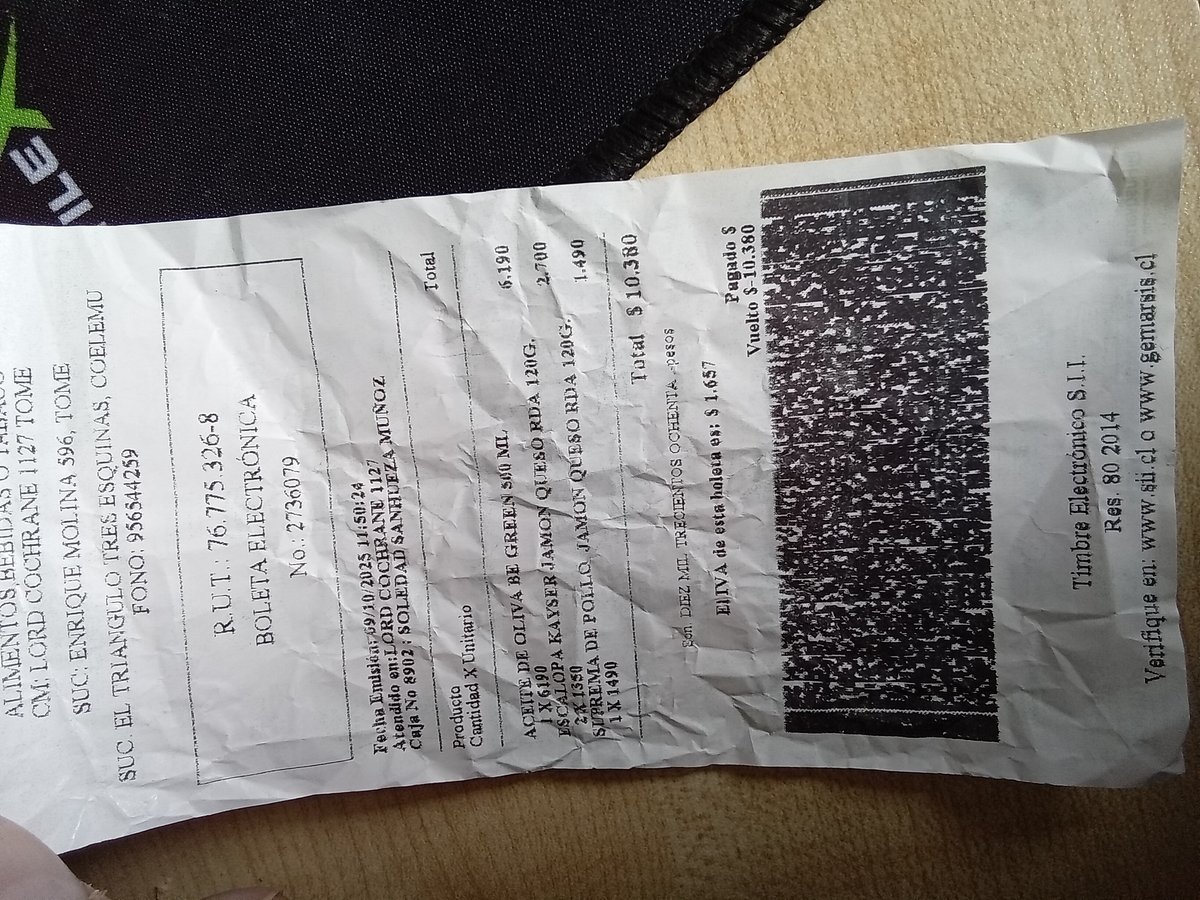 ALIMENTOS BEBIDAS O TABACO
CM: LORD COCHRANE 1127 TOME
SUC: ENRIQUE MOLINA 596, TOME
SUC. EL TRIANGULO TRES ESQUINAS, COELEMU
FONO: 956544259
R.U.T.: 76.775 326-8
BOLETA ELECTRÓNICA
No.: 2736079
Fecha Emisión: 09/10/2025 11:50:24
Atendido en: LORD COCHRANE 1127
Caja No 8902 : SOLEDAD SANHUEZA MUÑOZ
Producto
Cantidad X Unitario Total
ACEITE DE OLIVA BE GREEN 500 ML
1 X 6190 6.190
ESCALOPA KAYSER JAMON QUESO RDA 120G,
2 X 1350 2.700
SUPREMA DE POLLO, JAMON QUESO RDA 120G,
1 X 1490 1.490
Total $ 10.380
Son: DIEZ MIL TRECIENTOS OCHENTA .-pesos
El IVA de esta boleta es: $ 1.657
Pagado $
Vuelto $-10.380
Timbre Electrónico S.I.I.
Res. 80 2014
Verifique en: www.sii.cl o www.gemarsis.cl
ILE